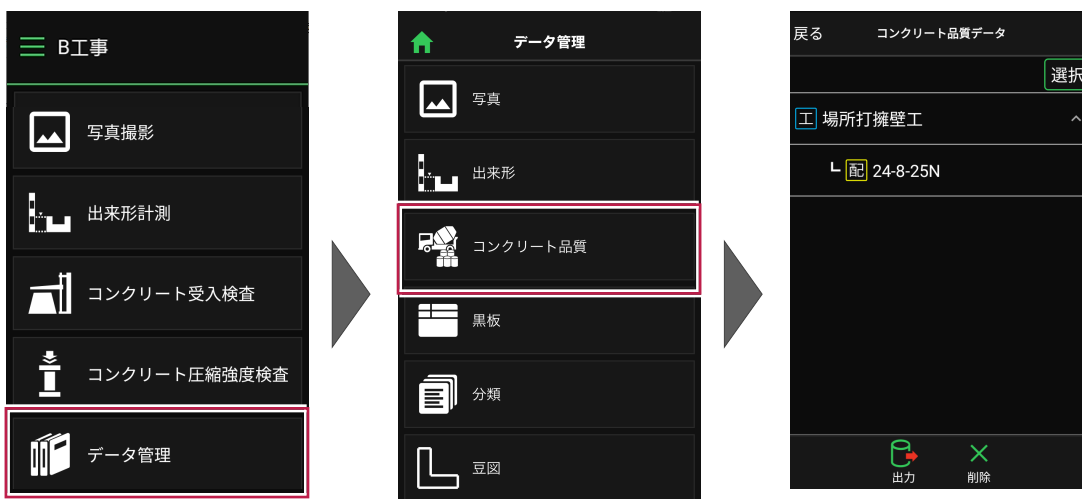 B工事
写真撮影
出来形計測
コンクリート受入検査
コンクリート圧縮強度検査
データ管理
データ管理
写真
出来形
コンクリート品質
黒板
分類
豆図
戻る コンクリート品質データ
選択
工 場所打擁壁工
配 24-8-25N
出力 削除